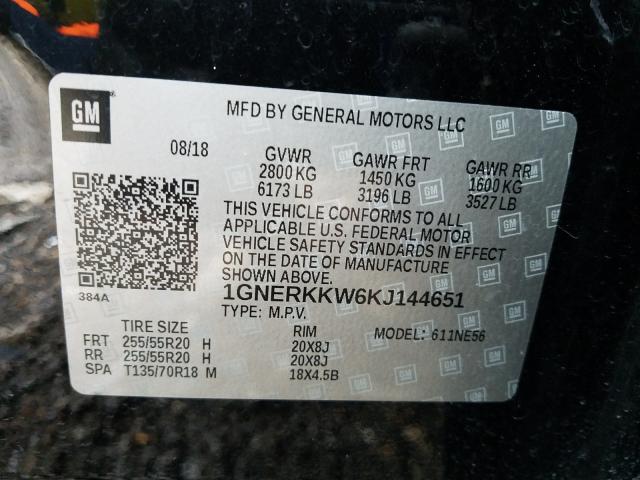 GM
MFD BY GENERAL MOTORS LLC
08/18
GVWR GAWR FRT GAWR RR
2800 KG 1450 KG 1600 KG
6173 LB 3196 LB 3527 LB
THIS VEHICLE CONFORMS TO ALL
APPLICABLE U.S. FEDERAL MOTOR
VEHICLE SAFETY STANDARDS IN EFFECT
ON THE DATE OF MANUFACTURE
SHOWN ABOVE
384A
1GNERKKW6KJ144651
TYPE: M.P.V. MODEL: 611NE56
TIRE SIZE RIM
FRT 255/55R20 H 20X8J
RR 255/55R20 H 20X8J
SPA T135/70R18 M 18X4.5B